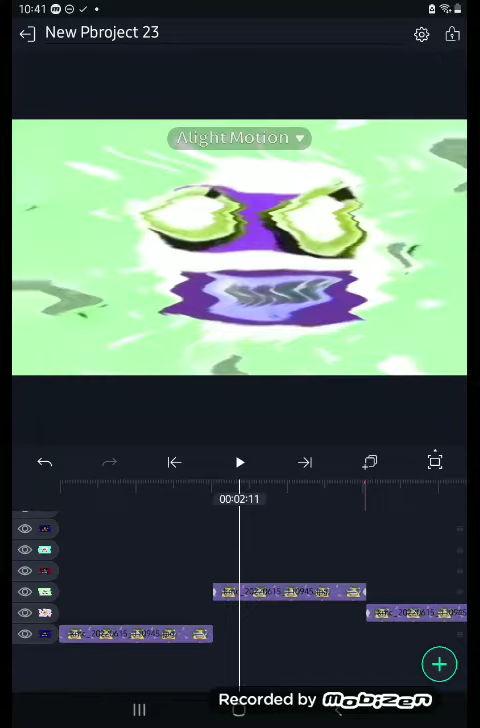 10:41
New Pbroject 23
Alight Motion
00:02:11
Recorded by Mobizen